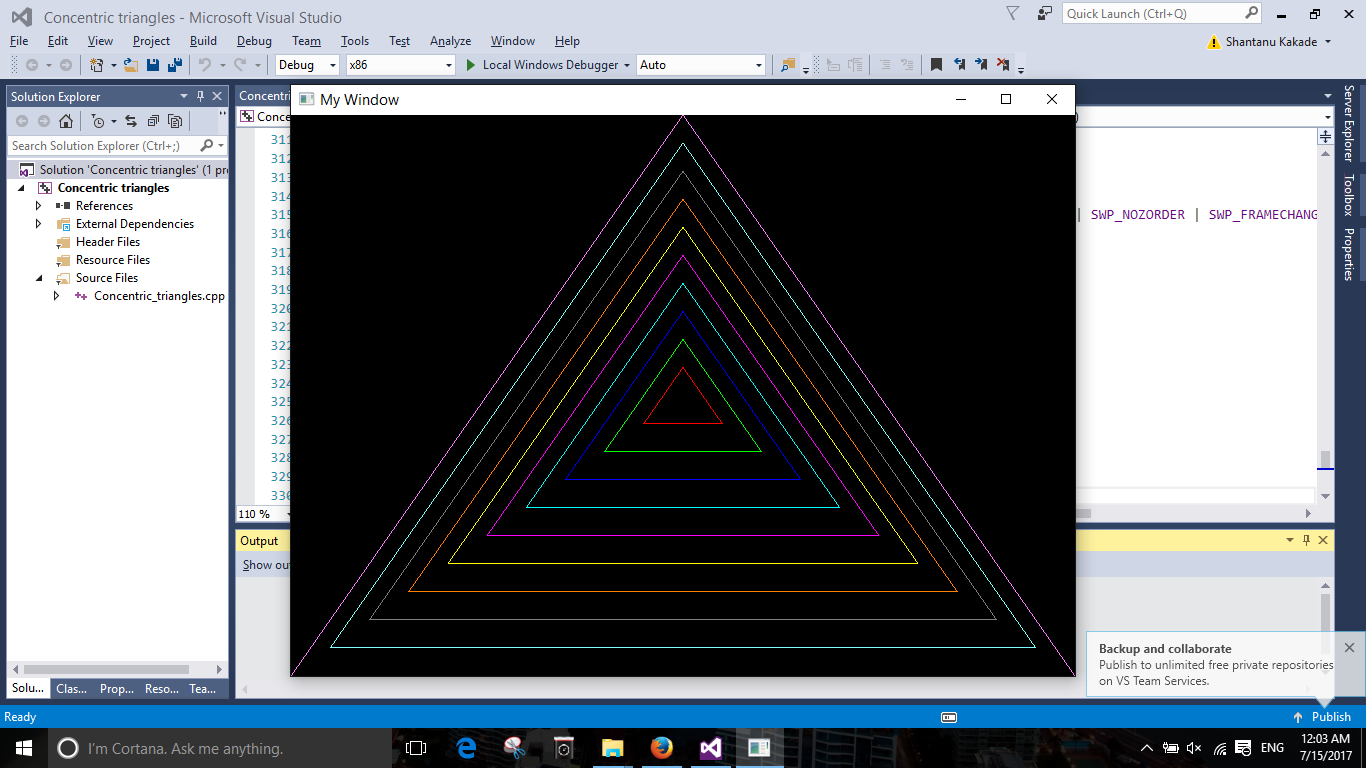 Concentric triangles - Microsoft Visual Studio
Quick Launch (Ctrl+Q)
File Edit View Project Build Debug Team Tools Test Analyze Window Help
Shantanu Kakade
Debug x86 Local Windows Debugger Auto
Solution Explorer
Search Solution Explorer (Ctrl+;)
Solution 'Concentric triangles' (1 pr
Concentric triangles
References
External Dependencies
Header Files
Resource Files
Source Files
Concentric_triangles.cpp
Solu... Clas... Prop... Reso... Tea...
Concentri
Conce
My Window
311
312
313
314
315 | SWP_NOZORDER | SWP_FRAMECHANG
316
317
318
319
320
321
322
323
324
325
326
327
328
329
330
110 %
Output
Show ou
Server Explorer
Toolbox
Properties
Backup and collaborate
Publish to unlimited free private repositories
on VS Team Services.
Ready
Publish
I'm Cortana. Ask me anything.
ENG
12:03 AM
7/15/2017